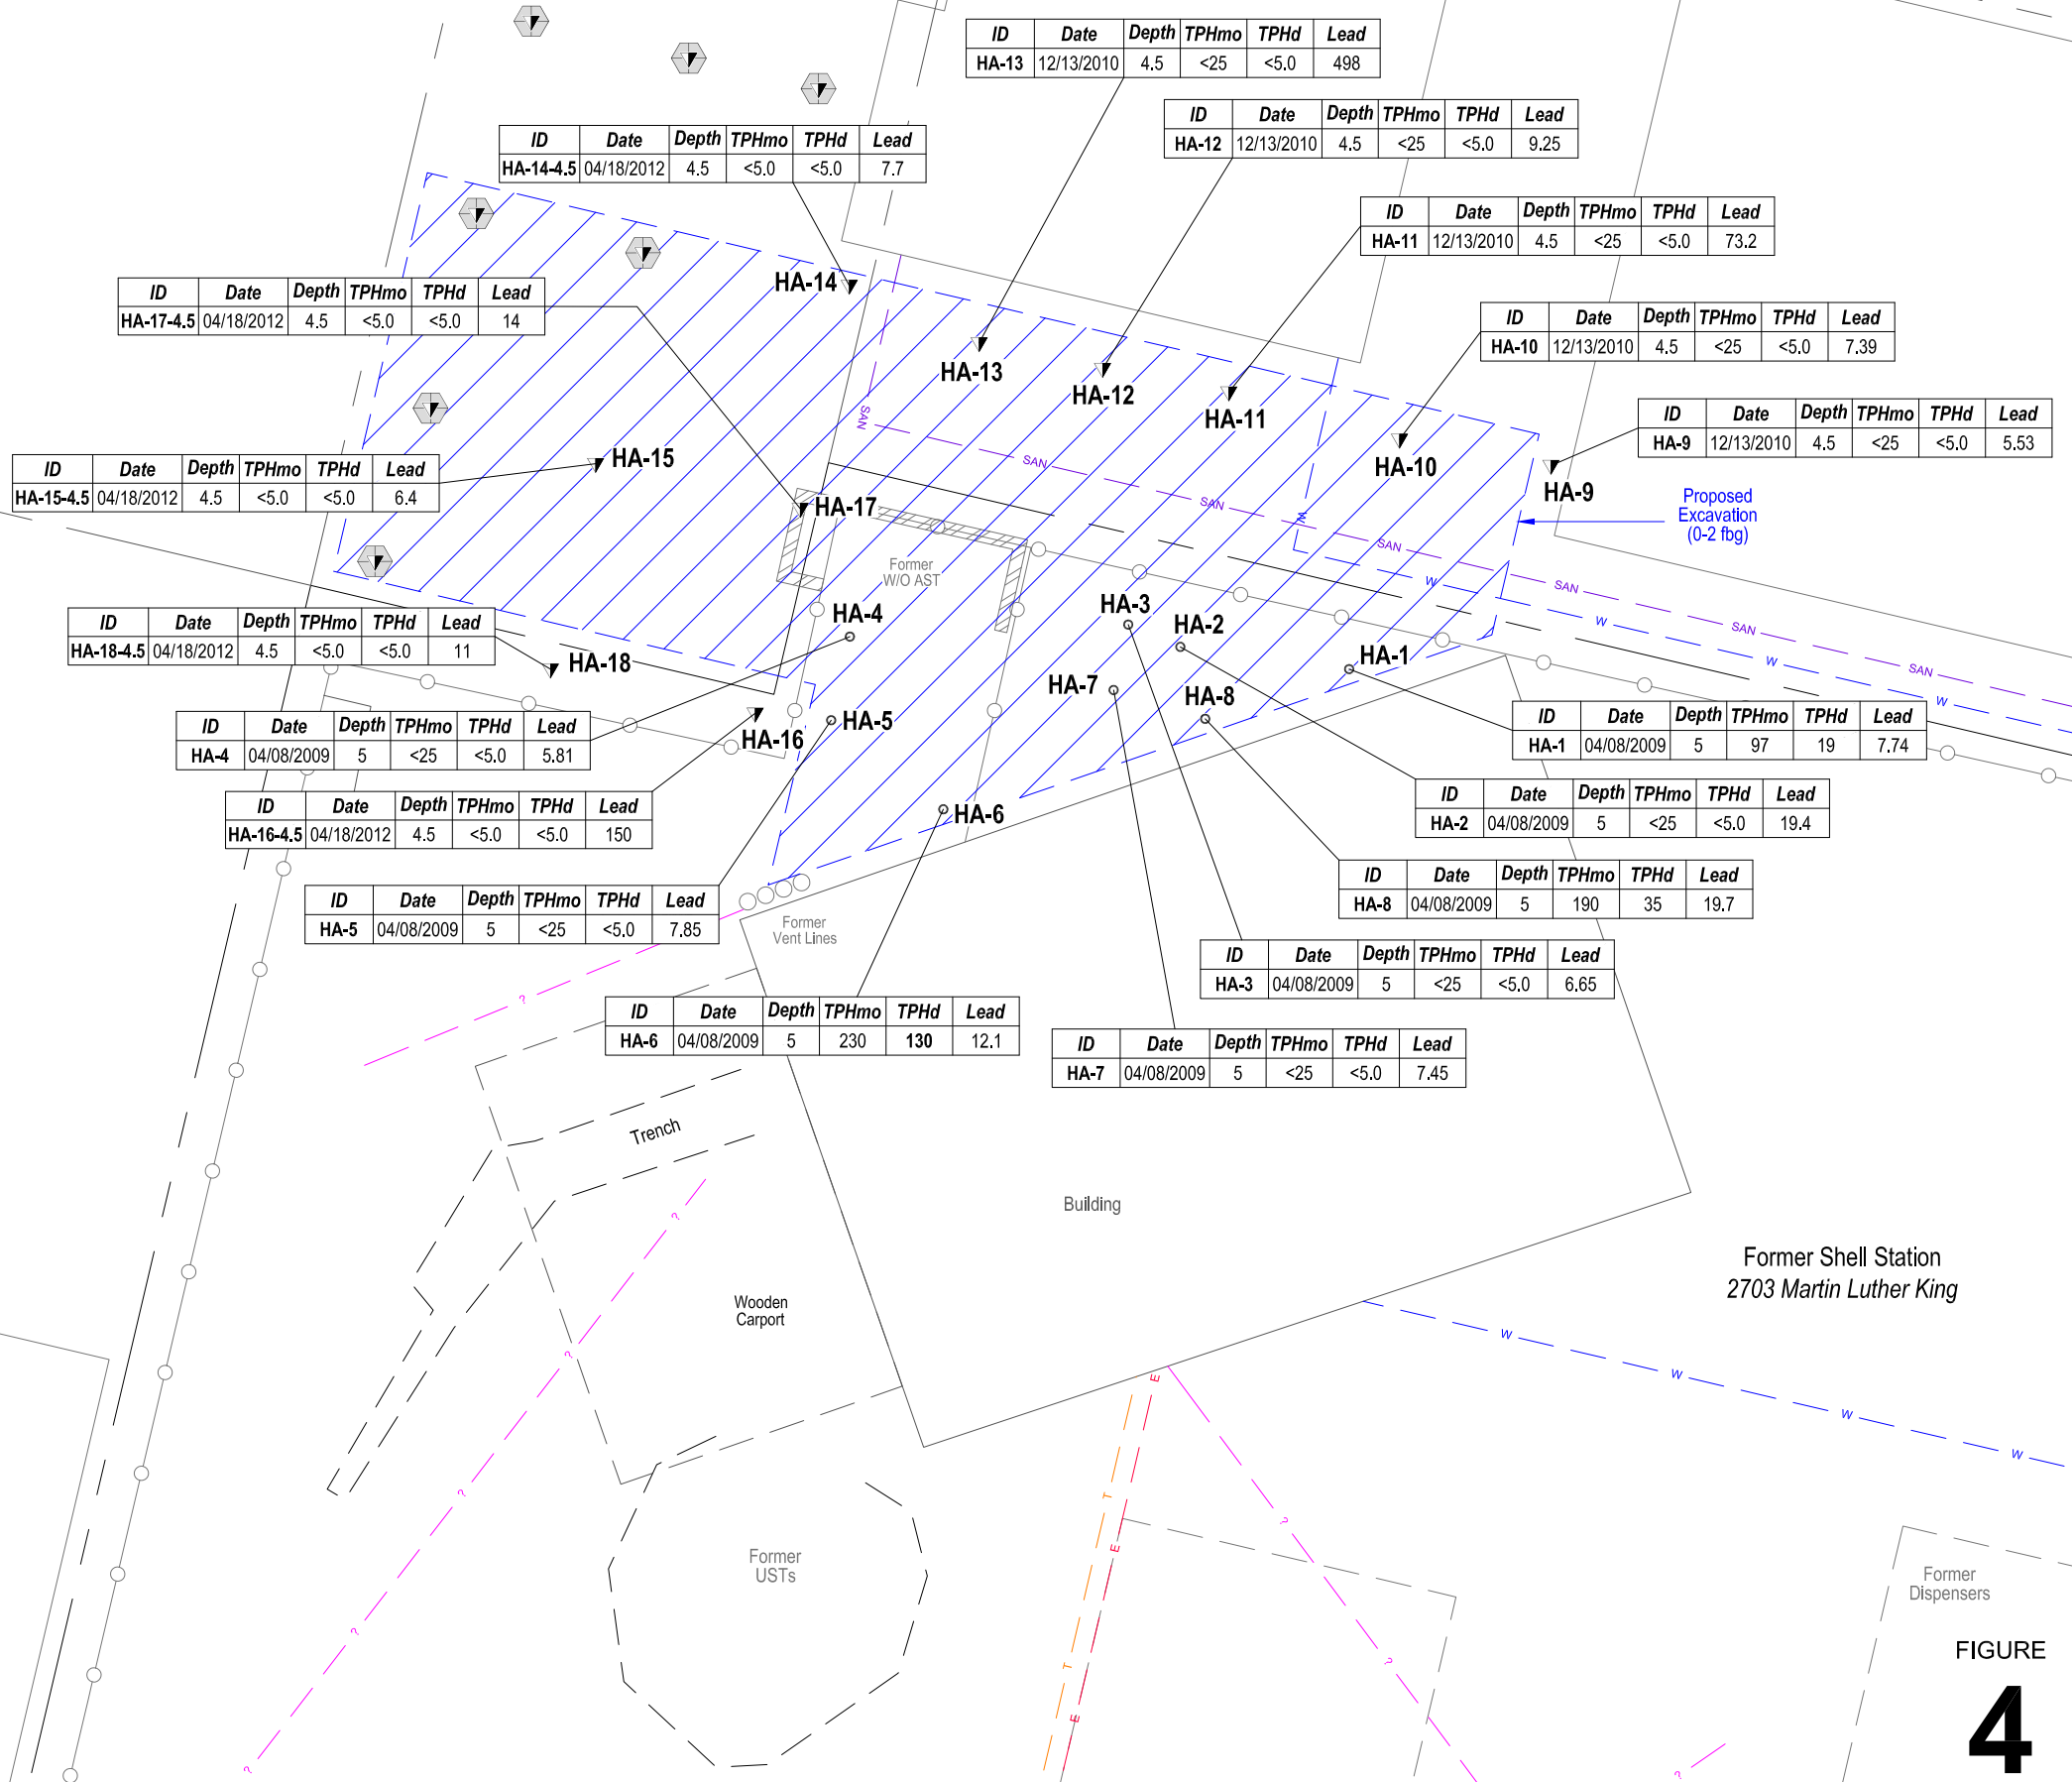 ID Date Depth TPHmo TPHd Lead
HA-13 12/13/2010 4.5 <25 <5.0 498
ID Date Depth TPHmo TPHd Lead
HA-12 12/13/2010 4.5 <25 <5.0 9.25
ID Date Depth TPHmo TPHd Lead
HA-14-4.5 04/18/2012 4.5 <5.0 <5.0 7.7
ID Date Depth TPHmo TPHd Lead
HA-11 12/13/2010 4.5 <25 <5.0 73.2
ID Date Depth TPHmo TPHd Lead
HA-17-4.5 04/18/2012 4.5 <5.0 <5.0 14
HA-14
ID Date Depth TPHmo TPHd Lead
HA-10 12/13/2010 4.5 <25 <5.0 7.39
HA-13
HA-12
HA-11
SAN
ID Date Depth TPHmo TPHd Lead
HA-9 12/13/2010 4.5 <25 <5.0 5.53
ID Date Depth TPHmo TPHd Lead
HA-15-4.5 04/18/2012 4.5 <5.0 <5.0 6.4
HA-15
SAN
HA-10
HA-9
Proposed
Excavation
(0-2 fbg)
HA-17
SAN
W
SAN
Former
W/O AST
W
SAN
ID Date Depth TPHmo TPHd Lead
HA-18-4.5 04/18/2012 4.5 <5.0 <5.0 11
HA-4
HA-3
HA-2
W
SAN
HA-18
HA-1
W
SAN
HA-7
HA-8
W
ID Date Depth TPHmo TPHd Lead
HA-4 04/08/2009 5 <25 <5.0 5.81
HA-16
HA-5
ID Date Depth TPHmo TPHd Lead
HA-1 04/08/2009 5 97 19 7.74
ID Date Depth TPHmo TPHd Lead
HA-16-4.5 04/18/2012 4.5 <5.0 <5.0 150
HA-6
ID Date Depth TPHmo TPHd Lead
HA-2 04/08/2009 5 <25 <5.0 19.4
ID Date Depth TPHmo TPHd Lead
HA-8 04/08/2009 5 190 35 19.7
ID Date Depth TPHmo TPHd Lead
HA-5 04/08/2009 5 <25 <5.0 7.85
Former
Vent Lines
ID Date Depth TPHmo TPHd Lead
HA-3 04/08/2009 5 <25 <5.0 6.65
?
ID Date Depth TPHmo TPHd Lead
HA-6 04/08/2009 5 230 130 12.1
ID Date Depth TPHmo TPHd Lead
HA-7 04/08/2009 5 <25 <5.0 7.45
Trench
Building
?
Former Shell Station
2703 Martin Luther King
Wooden
Carport
?
W
W
W
W
E
?
T
?
E
Former
USTs
Former
Dispensers
?
T
?
E
?
?
FIGURE
4